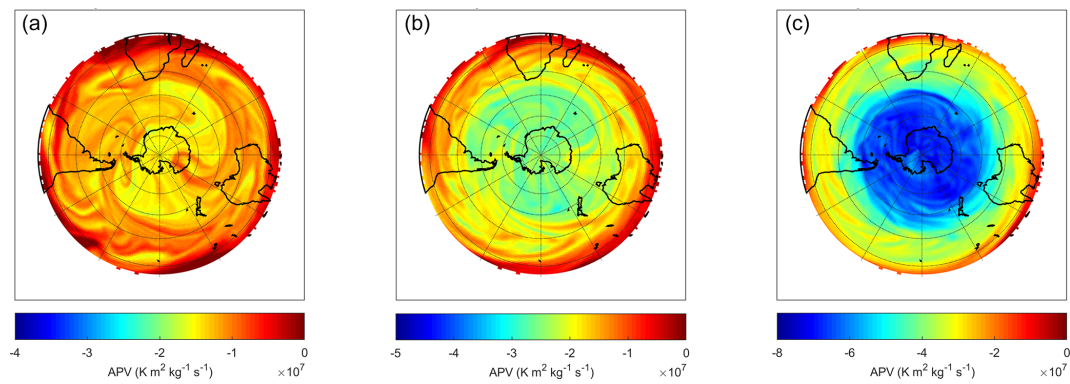 (a) (b) (c)
-4 -3 -2 -1 0 -5 -4 -3 -2 -1 0 -8 -6 -4 -2 0
APV (K m² kg⁻¹ s⁻¹) ×10⁷ APV (K m² kg⁻¹ s⁻¹) ×10⁷ APV (K m² kg⁻¹ s⁻¹) ×10⁷